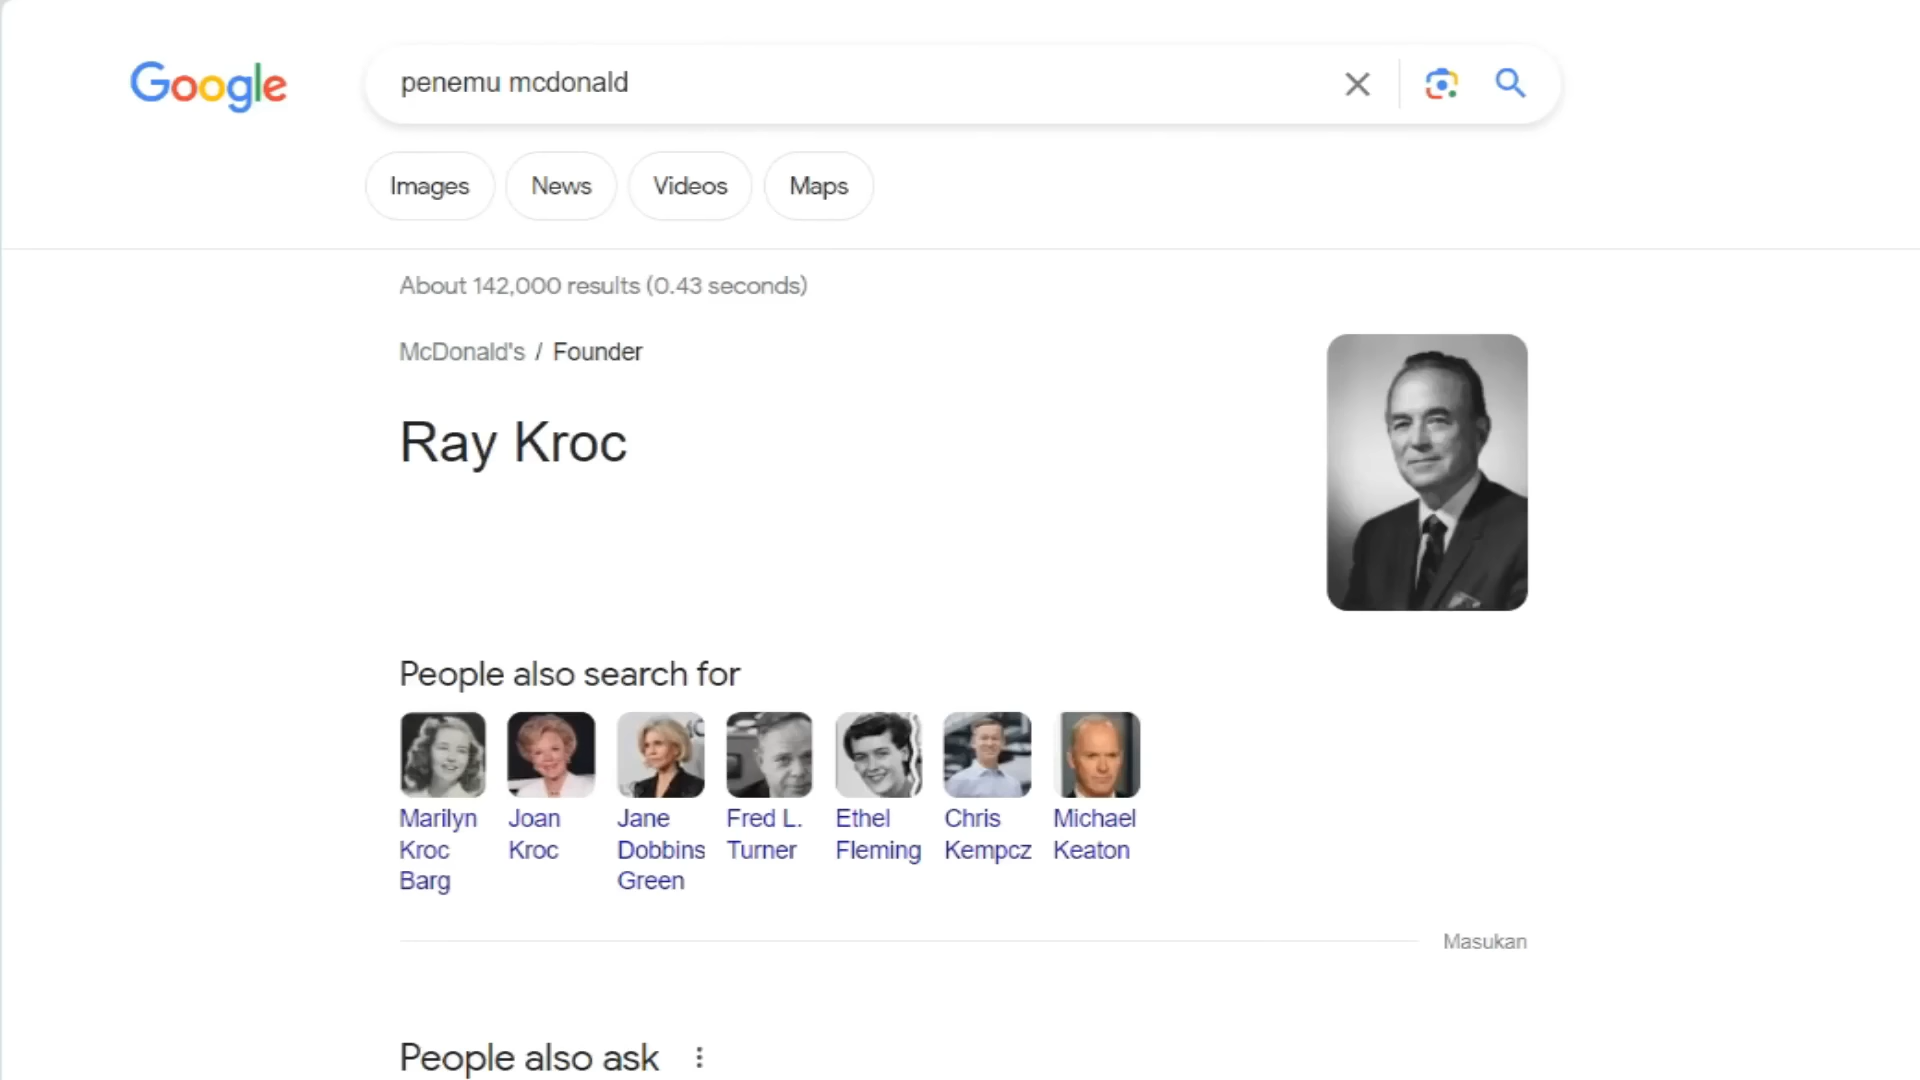 Google
penemu mcdonald
Images
News
Videos
Maps
About 142,000 results (0.43 seconds)
McDonald's / Founder
Ray Kroc
People also search for
Marilyn Kroc Barg
Joan Kroc
Jane Dobbins Green
Fred L. Turner
Ethel Fleming
Chris Kempcz
Michael Keaton
Masukan
People also ask